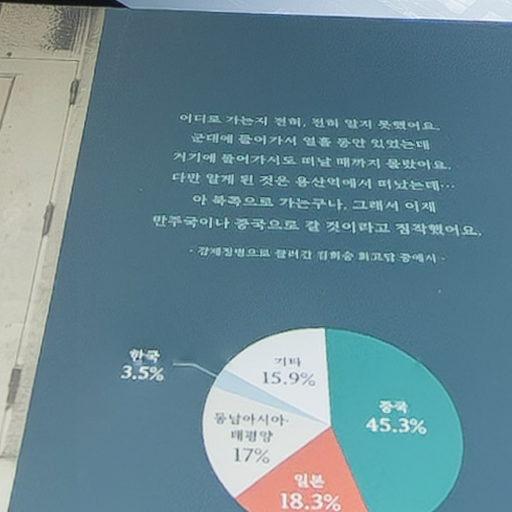 어디로 가는지 전혀, 전혀 알지 못했어요.
군대에 들어가서 열흘 동안 있었는데
거기에 들어가서도 떠날 때까지 몰랐어요.
다만 알게 된 것은 용산역에서 떠났는데…
아 북쪽으로 가는구나. 그래서 이제
만주국이나 중국으로 갈 것이라고 짐작했어요.
- 강제징병으로 끌려간 김희숭 회고담 중에서 -
한국
3.5%
기타
15.9%
중국
45.3%
동남아시아·
태평양
17%
일본
18.3%